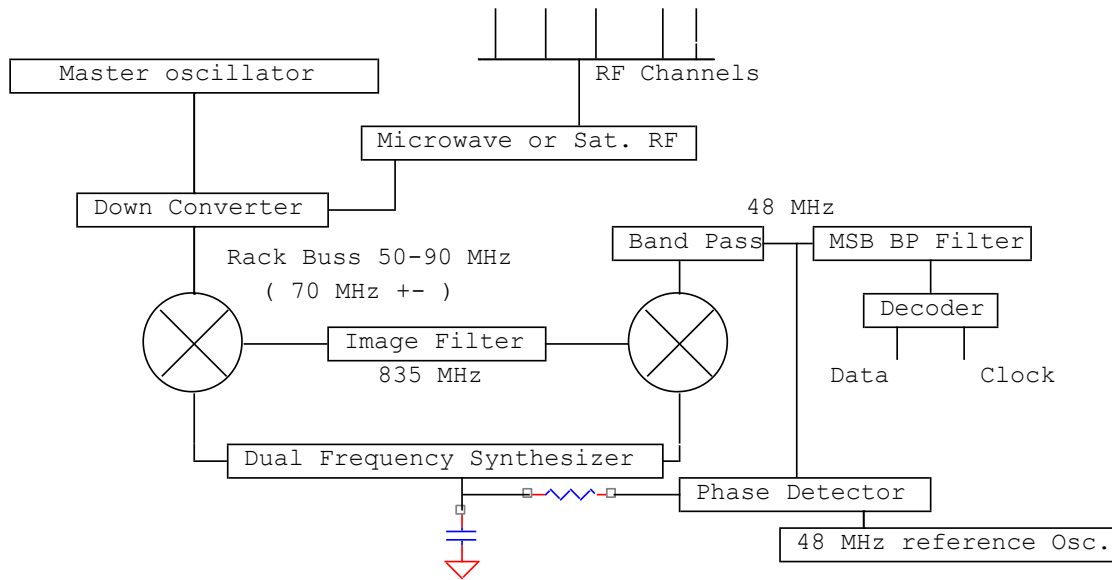 RF Channels
Master oscillator
Microwave or Sat. RF
Down Converter
48 MHz
Band Pass
MSB BP Filter
Rack Buss 50-90 MHz
( 70 MHz +- )
Decoder
Image Filter
835 MHz
Data
Clock
Dual Frequency Synthesizer
Phase Detector
48 MHz reference Osc.